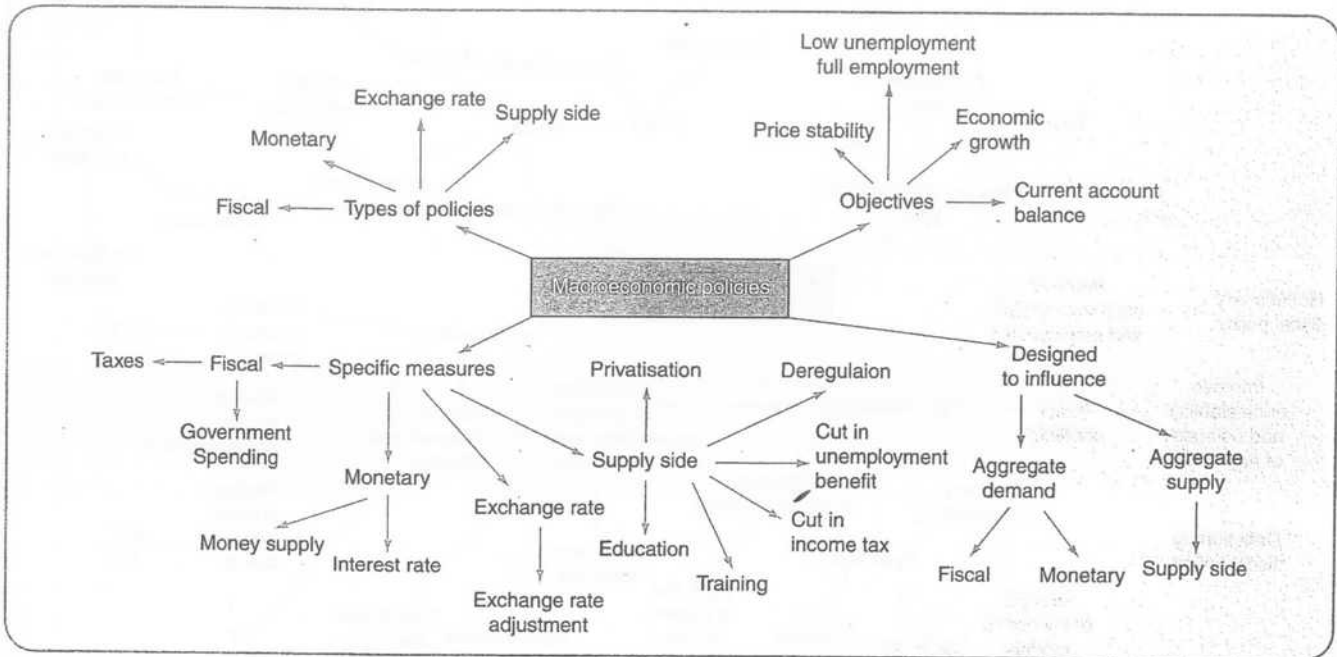 Low unemployment
full employment
Exchange rate
Supply side
Monetary
Price stability
Economic
growth
Fiscal
Types of policies
Objectives
Current account
balance
Macroeconomic policies
Taxes
Fiscal
Specific measures
Privatisation
Deregulaion
Designed
to influence
Government
Spending
Monetary
Supply side
Cut in
unemployment
benefit
Aggregate
demand
Aggregate
supply
Exchange rate
Money supply
Interest rate
Education
Cut in
income tax
Training
Fiscal
Monetary
Supply side
Exchange rate
adjustment